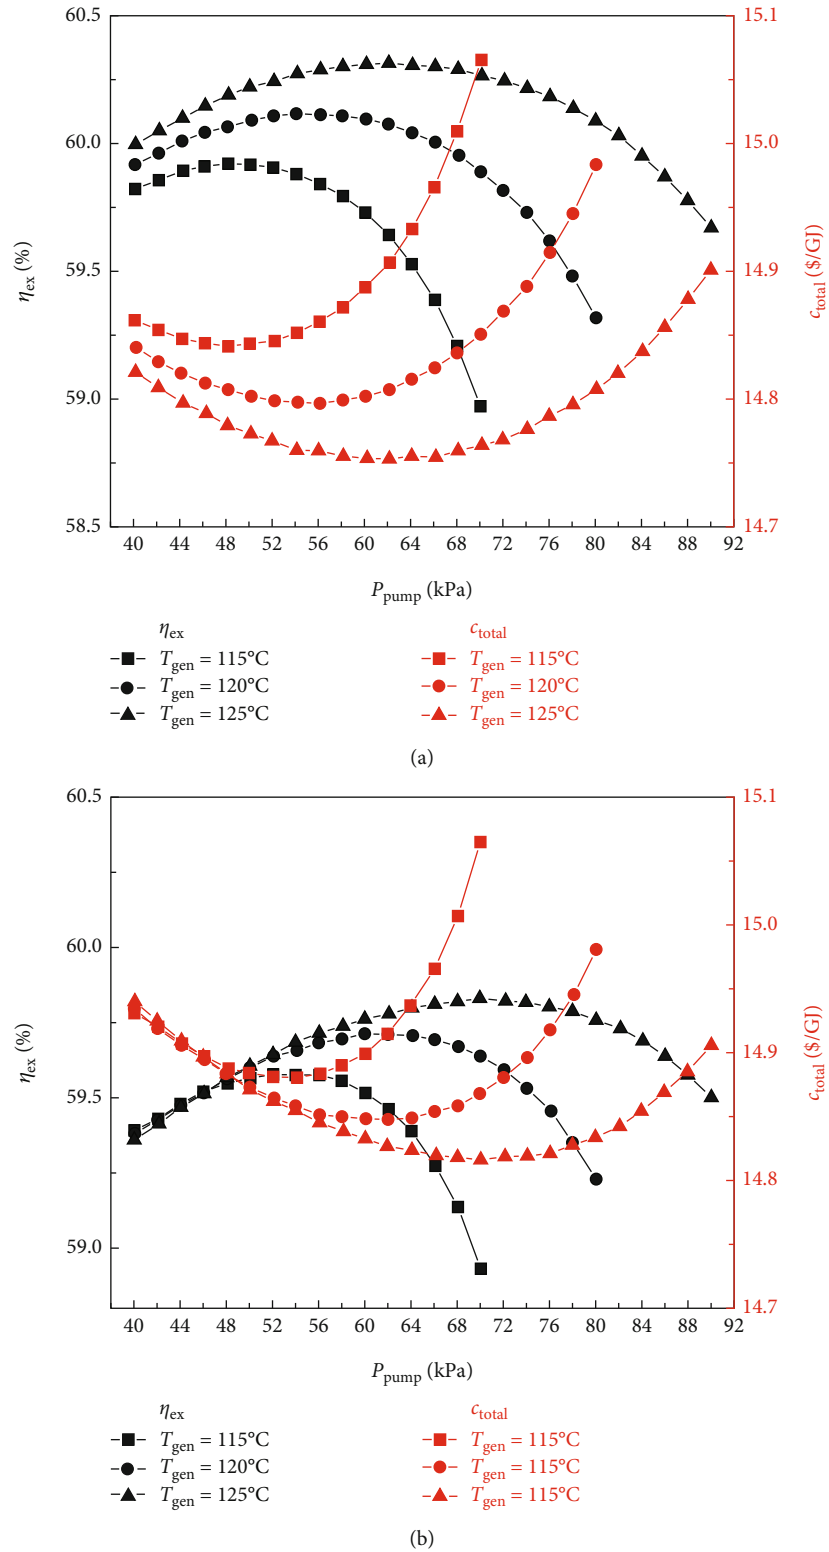 60.5
60.0
59.5
59.0
58.5
η_ex (%)
15.1
15.0
14.9
14.8
14.7
c_total ($/GJ)
40 44 48 52 56 60 64 68 72 76 80 84 88 92
P_pump (kPa)
η_ex c_total
T_gen = 115°C T_gen = 115°C
T_gen = 120°C T_gen = 120°C
T_gen = 125°C T_gen = 125°C
(a)
60.5
60.0
59.5
59.0
η_ex (%)
15.1
15.0
14.9
14.8
14.7
c_total ($/GJ)
40 44 48 52 56 60 64 68 72 76 80 84 88 92
P_pump (kPa)
η_ex c_total
T_gen = 115°C T_gen = 115°C
T_gen = 120°C T_gen = 115°C
T_gen = 125°C T_gen = 115°C
(b)